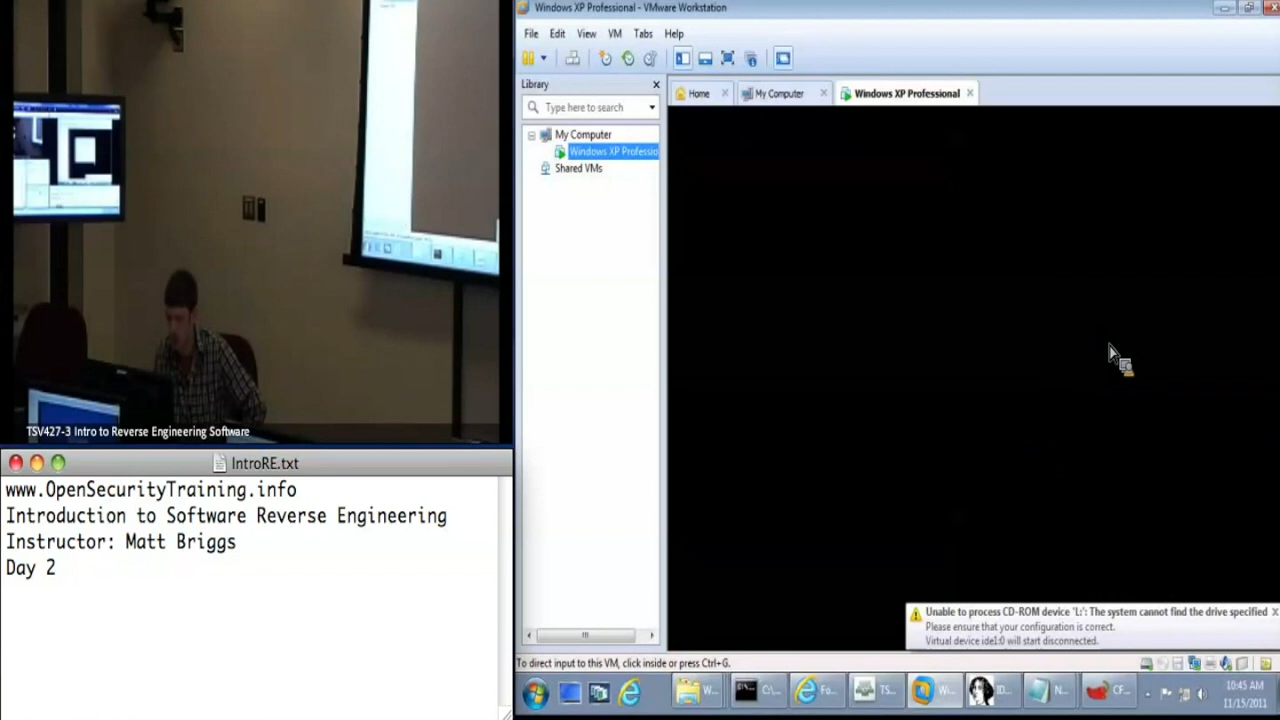 Windows XP Professional - VMware Workstation
File Edit View VM Tabs Help
Library
Type here to search
Home
My Computer
Windows XP Professional
My Computer
Windows XP Professio
Shared VMs
TSV427-3 Intro to Reverse Engineering Software
IntroRE.txt
www.OpenSecurityTraining.info
Introduction to Software Reverse Engineering
Instructor: Matt Briggs
Day 2
Unable to process CD-ROM device 'L:': The system cannot find the drive specified
Please ensure that your configuration is correct.
Virtual device ide1:0 will start disconnected.
To direct input to this VM, click inside or press Ctrl+G.
W... C:\... Fo... TS... Wi... ID... N... CF...
10:45 AM
11/15/2011